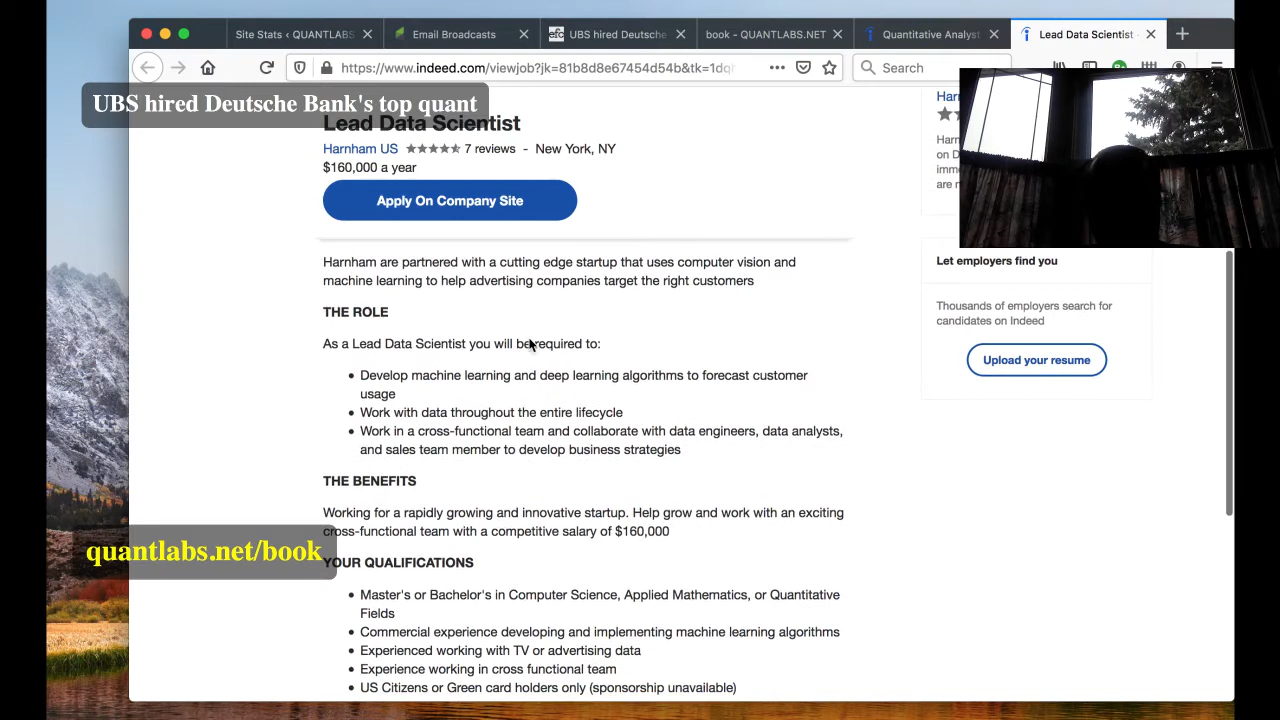 Site Stats ‹ QUANTLABS
Email Broadcasts
efc UBS hired Deutsche
book - QUANTLABS.NET
Quantitative Analyst
Lead Data Scientist
https://www.indeed.com/viewjob?jk=81b8d8e67454d54b&tk=1dq
Search
UBS hired Deutsche Bank's top quant
Lead Data Scientist
Harnham US 7 reviews - New York, NY
$160,000 a year
Apply On Company Site
Harnham are partnered with a cutting edge startup that uses computer vision and
machine learning to help advertising companies target the right customers
THE ROLE
As a Lead Data Scientist you will be required to:
• Develop machine learning and deep learning algorithms to forecast customer
usage
• Work with data throughout the entire lifecycle
• Work in a cross-functional team and collaborate with data engineers, data analysts,
and sales team member to develop business strategies
THE BENEFITS
Working for a rapidly growing and innovative startup. Help grow and work with an exciting
cross-functional team with a competitive salary of $160,000
quantlabs.net/book
YOUR QUALIFICATIONS
• Master's or Bachelor's in Computer Science, Applied Mathematics, or Quantitative
Fields
• Commercial experience developing and implementing machine learning algorithms
• Experienced working with TV or advertising data
• Experience working in cross functional team
• US Citizens or Green card holders only (sponsorship unavailable)
Har
Harn
on D
imme
are n
Let employers find you
Thousands of employers search for
candidates on Indeed
Upload your resume